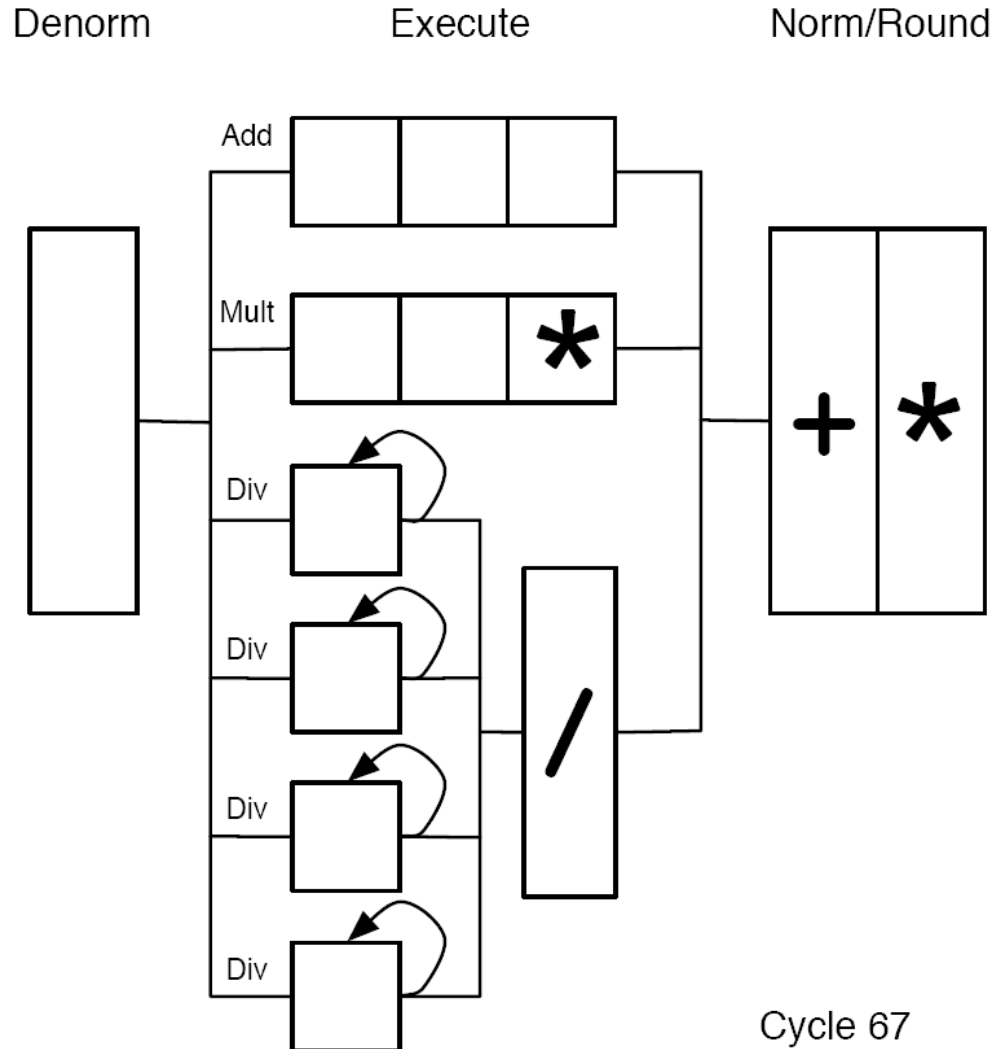 Denorm Execute Norm/Round
Add
Mult
*
+ *
Div
Div
/
Div
Div
Cycle 67